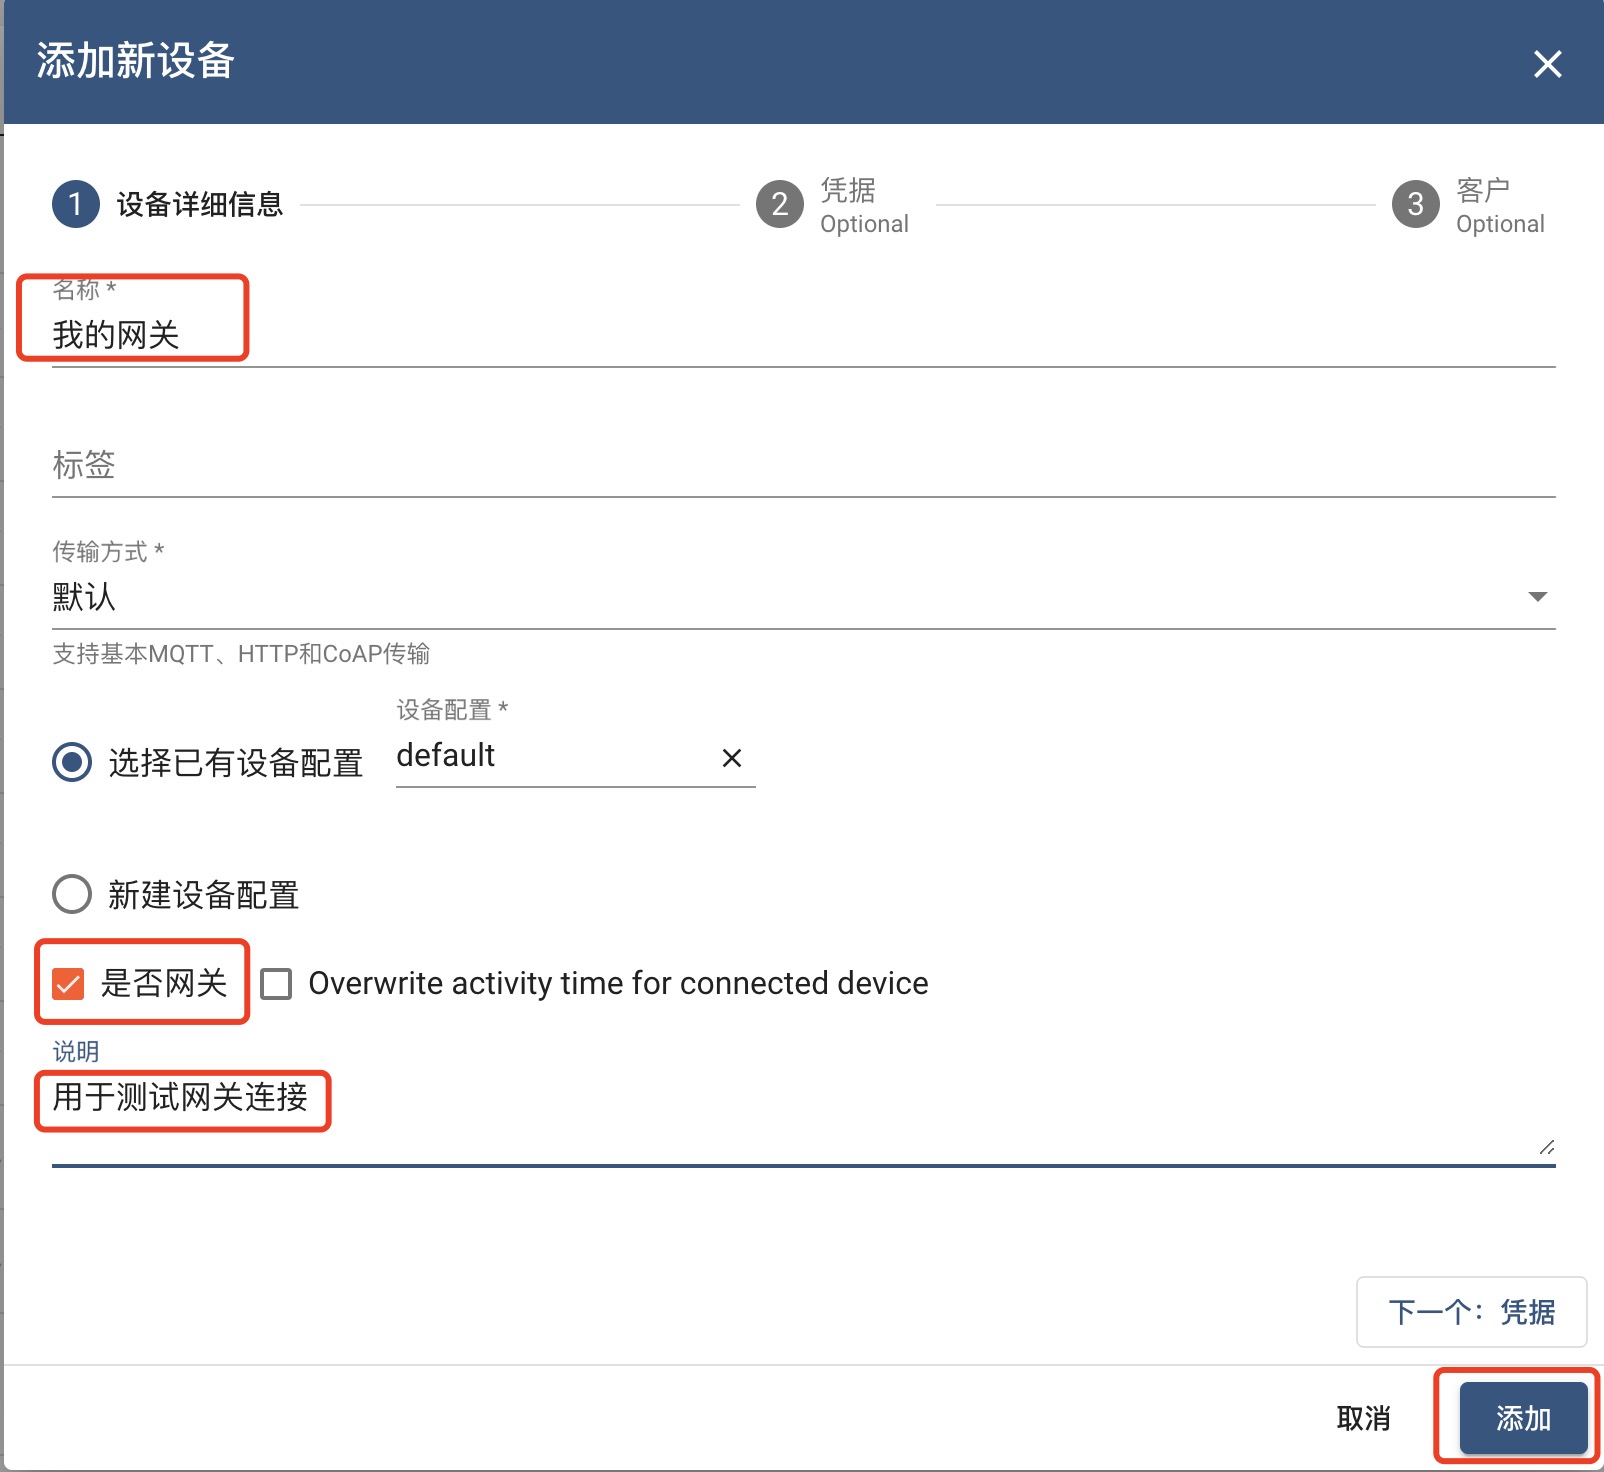 添加新设备
1 设备详细信息
2 凭据
Optional
3 客户
Optional
名称 *
我的网关
标签
传输方式 *
默认
支持基本MQTT、HTTP和CoAP传输
选择已有设备配置
设备配置 *
default
新建设备配置
是否网关
Overwrite activity time for connected device
说明
用于测试网关连接
下一个：凭据
取消
添加